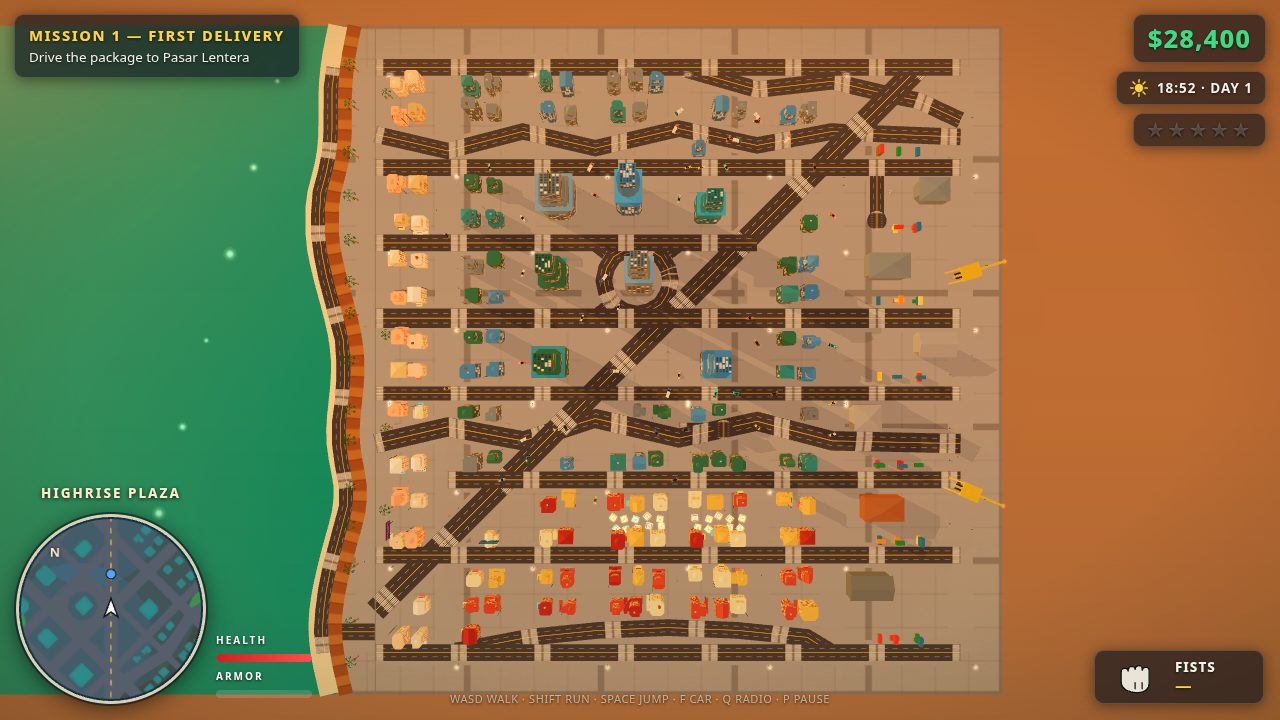 MISSION 1 — FIRST DELIVERY
Drive the package to Pasar Lentera
$28,400
18:52 · DAY 1
HIGHRISE PLAZA
N
HEALTH
ARMOR
FISTS
—
WASD WALK · SHIFT RUN · SPACE JUMP · F CAR · Q RADIO · P PAUSE